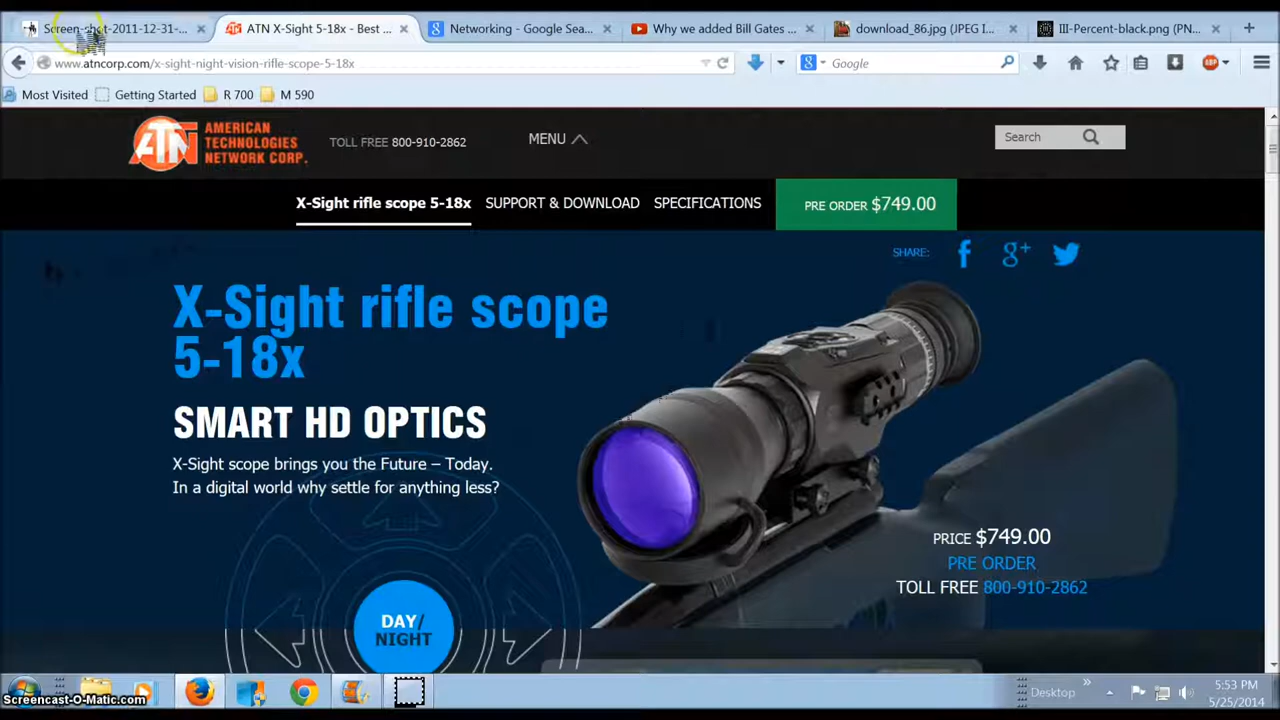 Screen-shot-2011-12-31-...
ATN X-Sight 5-18x - Best ...
Networking - Google Sea...
Why we added Bill Gates ...
download_86.jpg (JPEG I...
III-Percent-black.png (PN...
www.atncorp.com/x-sight-night-vision-rifle-scope-5-18x
Google
ABP
Most Visited
Getting Started
R 700
M 590
ATN
AMERICAN
TECHNOLOGIES
NETWORK CORP.
TOLL FREE 800-910-2862
MENU
Search
X-Sight rifle scope 5-18x
SUPPORT & DOWNLOAD
SPECIFICATIONS
PRE ORDER $749.00
SHARE:
X-Sight rifle scope
5-18x
SMART HD OPTICS
X-Sight scope brings you the Future – Today.
In a digital world why settle for anything less?
PRICE $749.00
PRE ORDER
TOLL FREE 800-910-2862
DAY/
NIGHT
Desktop
5:53 PM
5/25/2014
Screencast-O-Matic.com